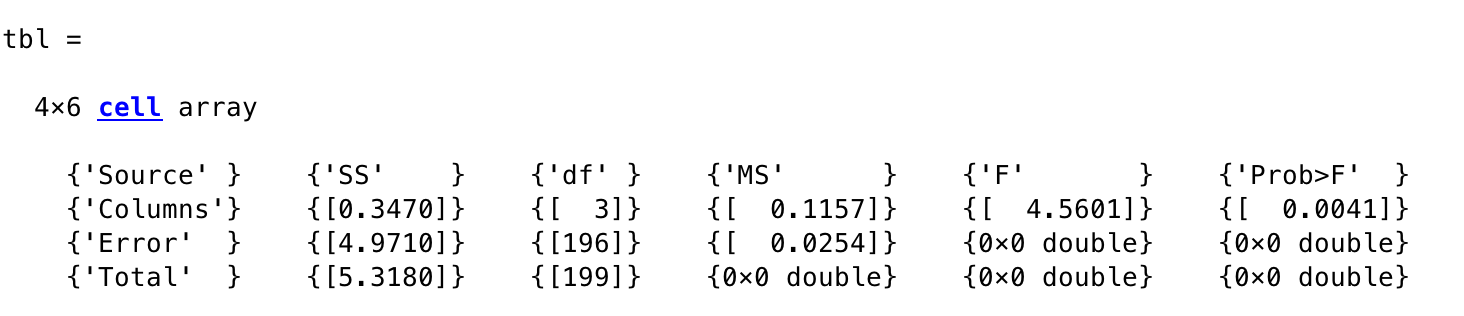 tbl =
4×6 cell array
{'Source' }    {'SS'    }    {'df' }    {'MS'      }    {'F'       }    {'Prob>F'  }
{'Columns'}    {[0.3470]}    {[  3]}    {[  0.1157]}    {[  4.5601]}    {[  0.0041]}
{'Error'  }    {[4.9710]}    {[196]}    {[  0.0254]}    {0×0 double}    {0×0 double}
{'Total'  }    {[5.3180]}    {[199]}    {0×0 double}    {0×0 double}    {0×0 double}